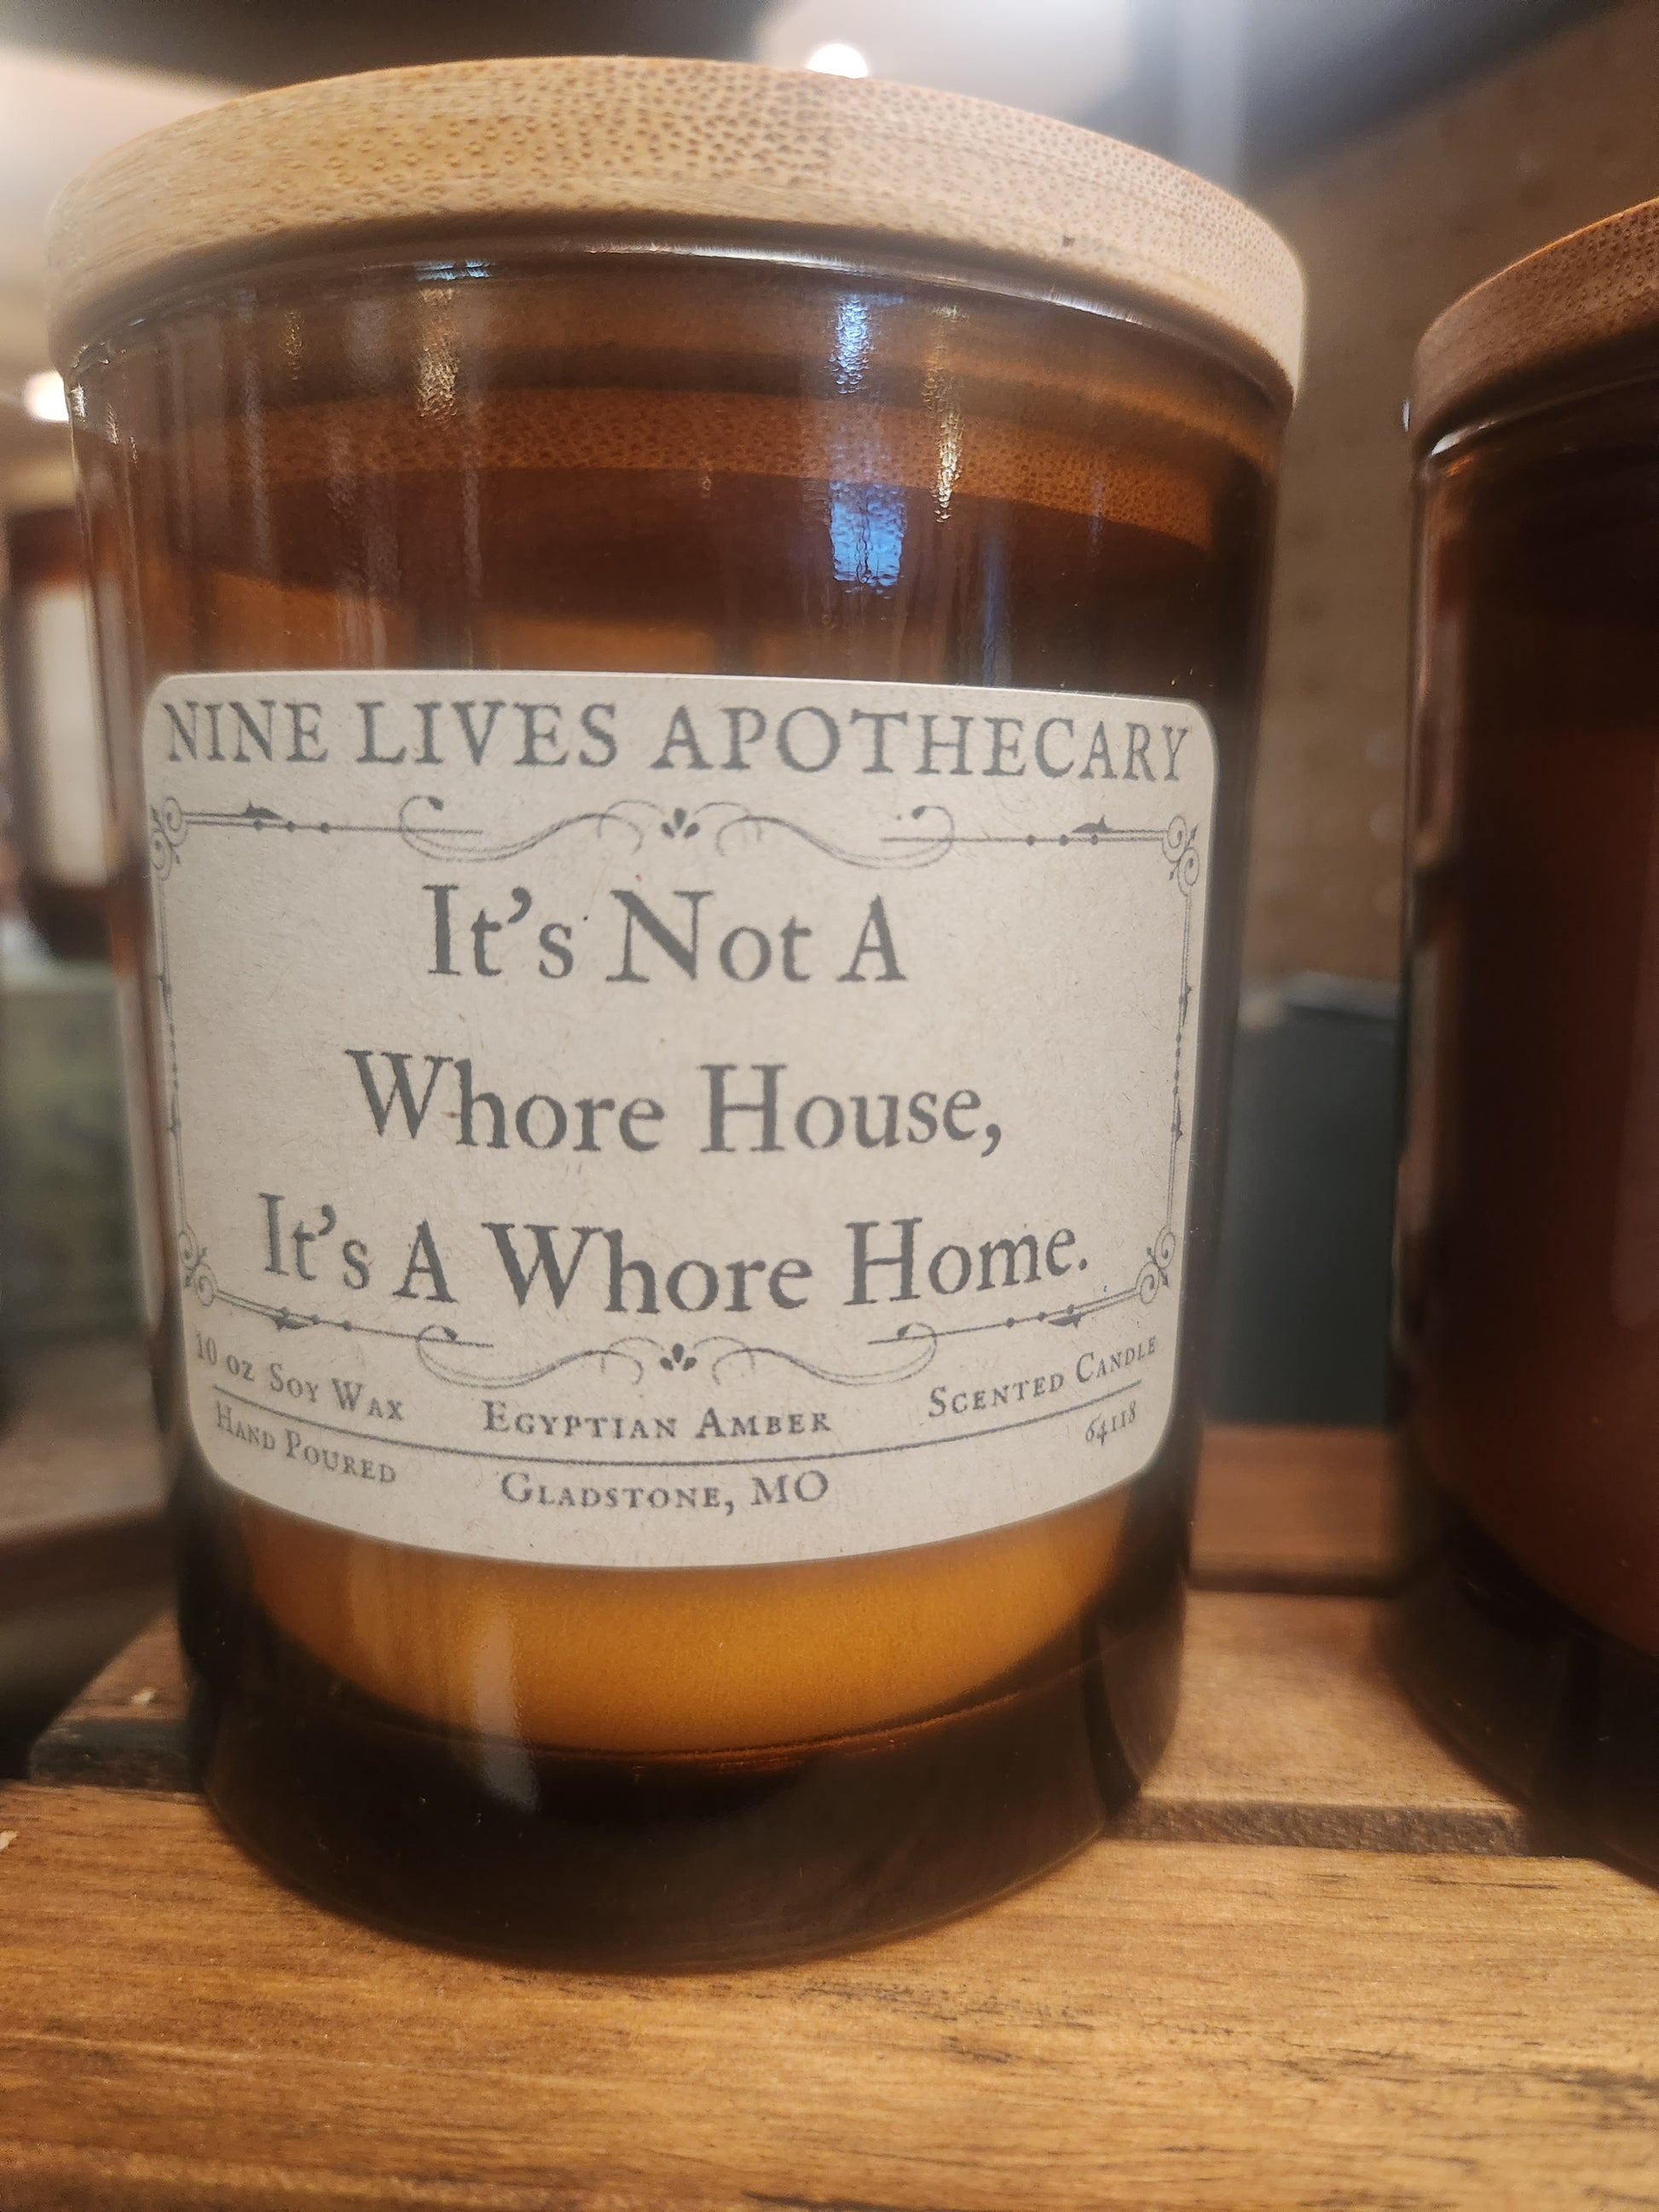 NINE LIVES APOTHECARY
It's Not A
Whore House,
It's A Whore Home.
10 oz Soy Wax Egyptian Amber Scented Candle
Hand Poured Gladstone, MO 64118